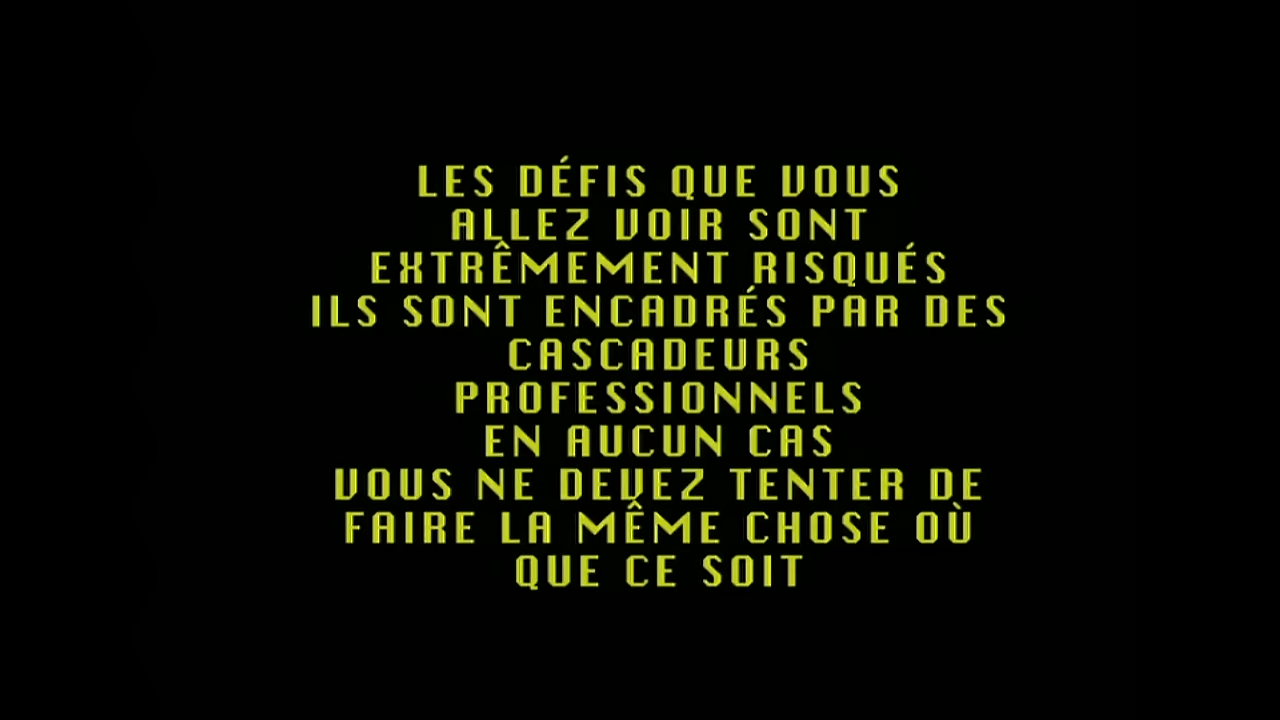 LES DÉFIS QUE VOUS
ALLEZ VOIR SONT
EXTRÊMEMENT RISQUÉS
ILS SONT ENCADRÉS PAR DES
CASCADEURS
PROFESSIONNELS
EN AUCUN CAS
VOUS NE DEVEZ TENTER DE
FAIRE LA MÊME CHOSE OÙ
QUE CE SOIT